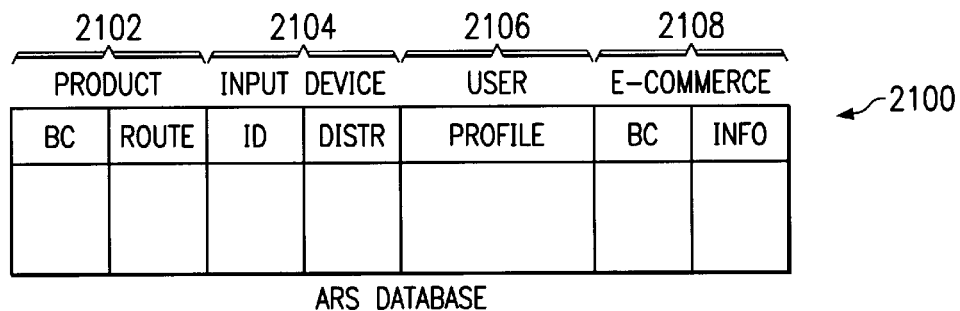 2102 2104 2106 2108
PRODUCT INPUT DEVICE USER E-COMMERCE
2100
BC ROUTE ID DISTR PROFILE BC INFO
ARS DATABASE